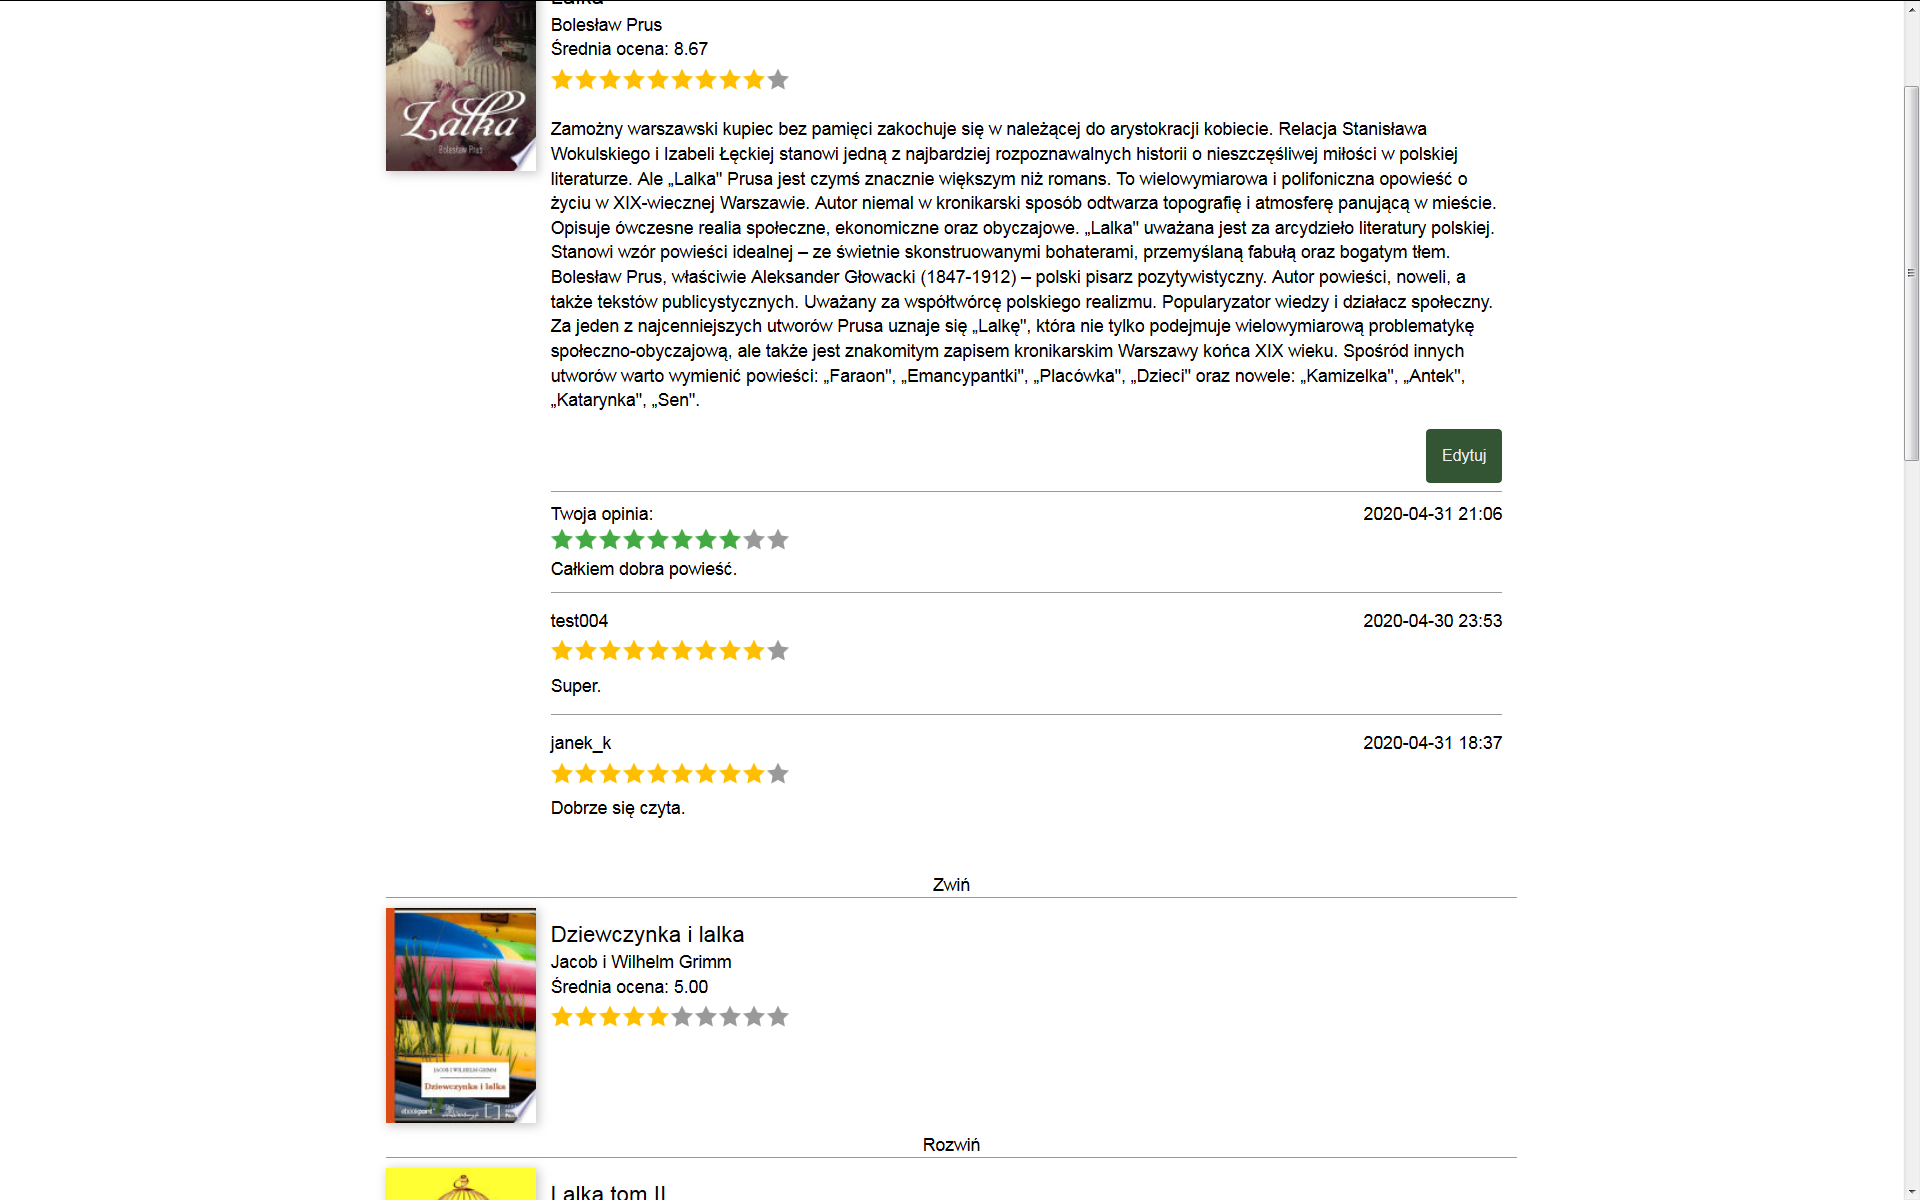 Lalka
Bolesław Prus
Średnia ocena: 8.67
Lalka
Bolesław Prus
Zamożny warszawski kupiec bez pamięci zakochuje się w należącej do arystokracji kobiecie. Relacja Stanisława
Wokulskiego i Izabeli Łęckiej stanowi jedną z najbardziej rozpoznawalnych historii o nieszczęśliwej miłości w polskiej
literaturze. Ale „Lalka" Prusa jest czymś znacznie większym niż romans. To wielowymiarowa i polifoniczna opowieść o
życiu w XIX-wiecznej Warszawie. Autor niemal w kronikarski sposób odtwarza topografię i atmosferę panującą w mieście.
Opisuje ówczesne realia społeczne, ekonomiczne oraz obyczajowe. „Lalka" uważana jest za arcydzieło literatury polskiej.
Stanowi wzór powieści idealnej – ze świetnie skonstruowanymi bohaterami, przemyślaną fabułą oraz bogatym tłem.
Bolesław Prus, właściwie Aleksander Głowacki (1847-1912) – polski pisarz pozytywistyczny. Autor powieści, noweli, a
także tekstów publicystycznych. Uważany za współtwórcę polskiego realizmu. Popularyzator wiedzy i działacz społeczny.
Za jeden z najcenniejszych utworów Prusa uznaje się „Lalkę", która nie tylko podejmuje wielowymiarową problematykę
społeczno-obyczajową, ale także jest znakomitym zapisem kronikarskim Warszawy końca XIX wieku. Spośród innych
utworów warto wymienić powieści: „Faraon", „Emancypantki", „Placówka", „Dzieci" oraz nowele: „Kamizelka", „Antek",
„Katarynka", „Sen".
Edytuj
Twoja opinia: 2020-04-31 21:06
Całkiem dobra powieść.
test004 2020-04-30 23:53
Super.
janek_k 2020-04-31 18:37
Dobrze się czyta.
Zwiń
Dziewczynka i lalka
Jacob i Wilhelm Grimm
Średnia ocena: 5.00
JACOB I WILHELM GRIMM
Dziewczynka i lalka
ebookpoint
Rozwiń
Lalka tom II